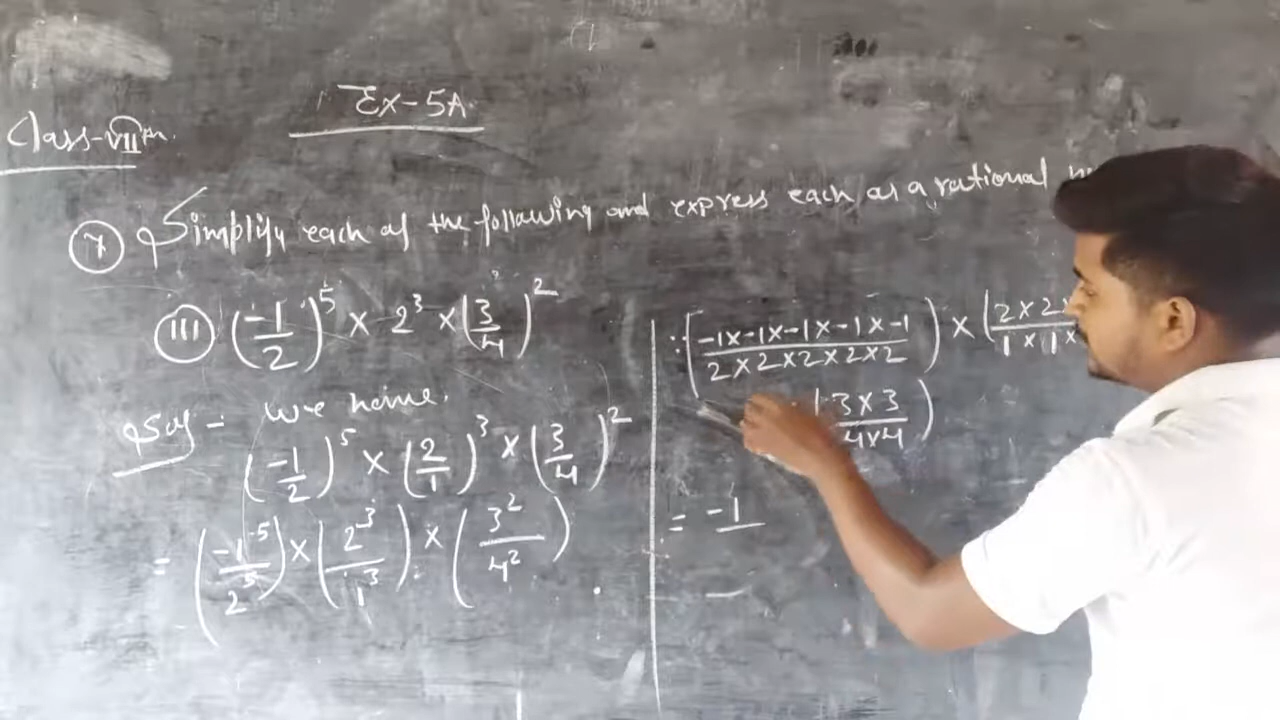 Ex-5A
Class-VIIth.
7 Simplify each of the following and express each as a rational
(iii) (-1/2)^5 × 2^3 × (3/4)^2
Sol- We have.
(-1/2)^5 × (2/1)^3 × (3/4)^2
= (-1^5/2^5) × (2^3/1^3) × (3^2/4^2)
(-1×-1×-1×-1×-1/2×2×2×2×2) × (2×2×/1×1×
3×3/4×4)
= -1